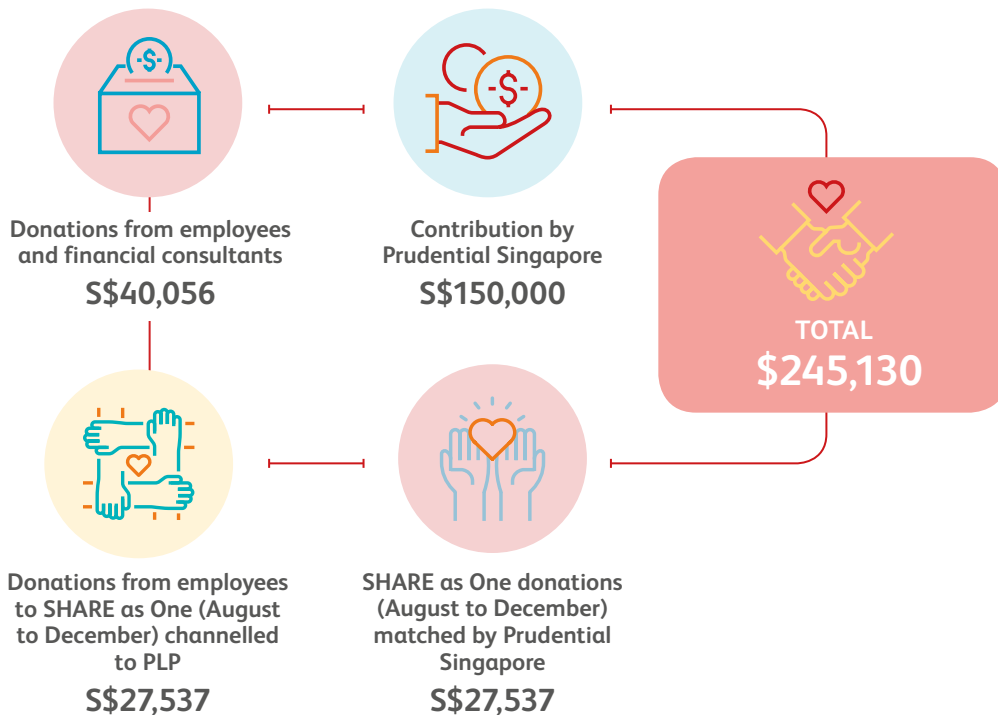 Donations from employees
and financial consultants
S$40,056
Contribution by
Prudential Singapore
S$150,000
TOTAL
$245,130
Donations from employees
to SHARE as One (August
to December) channelled
to PLP
S$27,537
SHARE as One donations
(August to December)
matched by Prudential
Singapore
S$27,537